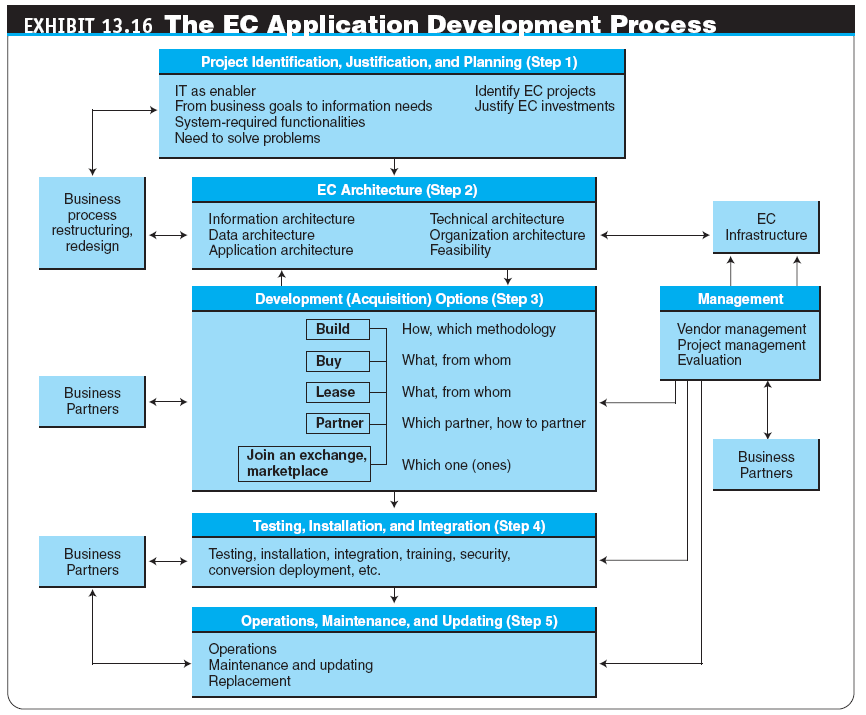 EXHIBIT 13.16 The EC Application Development Process
Project Identification, Justification, and Planning (Step 1)
IT as enabler
From business goals to information needs
System-required functionalities
Need to solve problems
Identify EC projects
Justify EC investments
Business
process
restructuring,
redesign
EC Architecture (Step 2)
Information architecture
Data architecture
Application architecture
Technical architecture
Organization architecture
Feasibility
EC
Infrastructure
Development (Acquisition) Options (Step 3)
Build How, which methodology
Buy What, from whom
Lease What, from whom
Partner Which partner, how to partner
Join an exchange,
marketplace
Which one (ones)
Management
Vendor management
Project management
Evaluation
Business
Partners
Business
Partners
Testing, Installation, and Integration (Step 4)
Testing, installation, integration, training, security,
conversion deployment, etc.
Business
Partners
Operations, Maintenance, and Updating (Step 5)
Operations
Maintenance and updating
Replacement